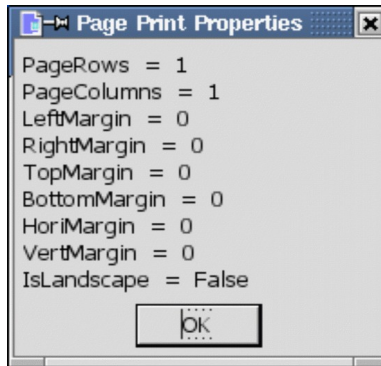 Page Print Properties
PageRows = 1
PageColumns = 1
LeftMargin = 0
RightMargin = 0
TopMargin = 0
BottomMargin = 0
HoriMargin = 0
VertMargin = 0
IsLandscape = False
OK